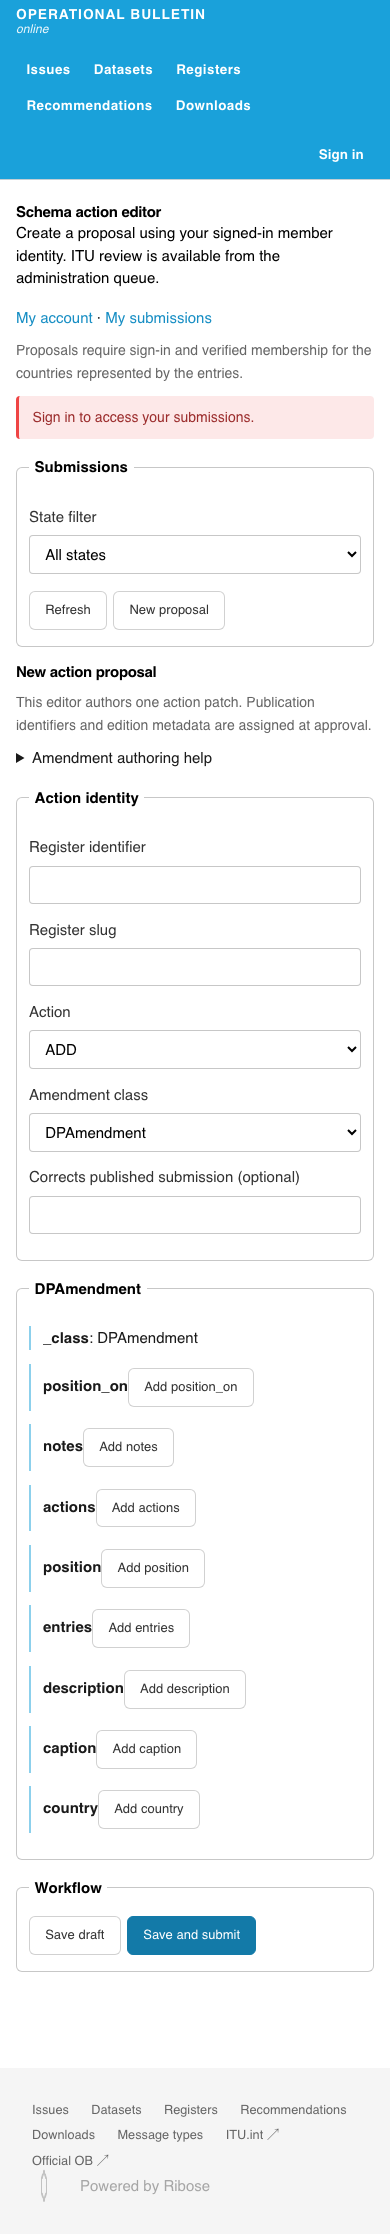 OPERATIONAL BULLETIN
online
Issues Datasets Registers
Recommendations Downloads
Sign in
Schema action editor
Create a proposal using your signed-in member
identity. ITU review is available from the
administration queue.
My account · My submissions
Proposals require sign-in and verified membership for the
countries represented by the entries.
Sign in to access your submissions.
Submissions
State filter
All states
Refresh New proposal
New action proposal
This editor authors one action patch. Publication
identifiers and edition metadata are assigned at approval.
Amendment authoring help
Action identity
Register identifier
Register slug
Action
ADD
Amendment class
DPAmendment
Corrects published submission (optional)
DPAmendment
_class: DPAmendment
position_on Add position_on
notes Add notes
actions Add actions
position Add position
entries Add entries
description Add description
caption Add caption
country Add country
Workflow
Save draft Save and submit
Issues Datasets Registers Recommendations
Downloads Message types ITU.int ↗
Official OB ↗
Powered by Ribose